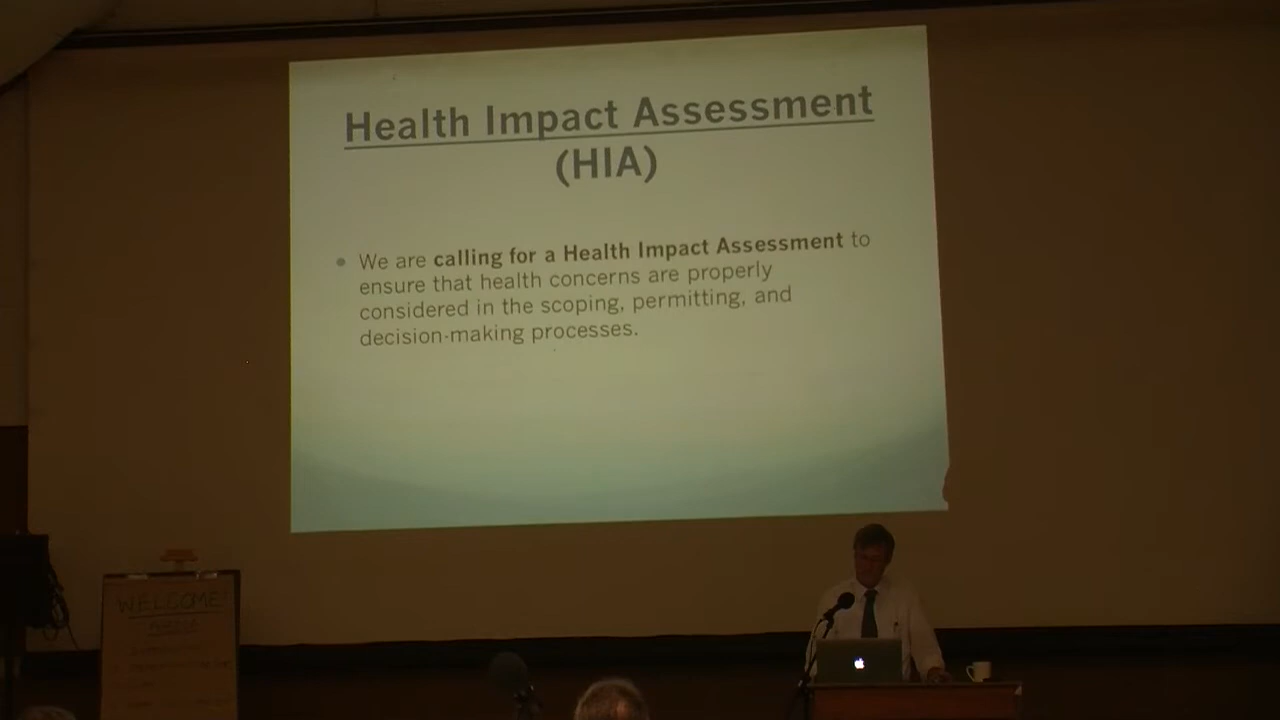 Health Impact Assessment
(HIA)
We are calling for a Health Impact Assessment to
ensure that health concerns are properly
considered in the scoping, permitting, and
decision-making processes.
WELCOME!